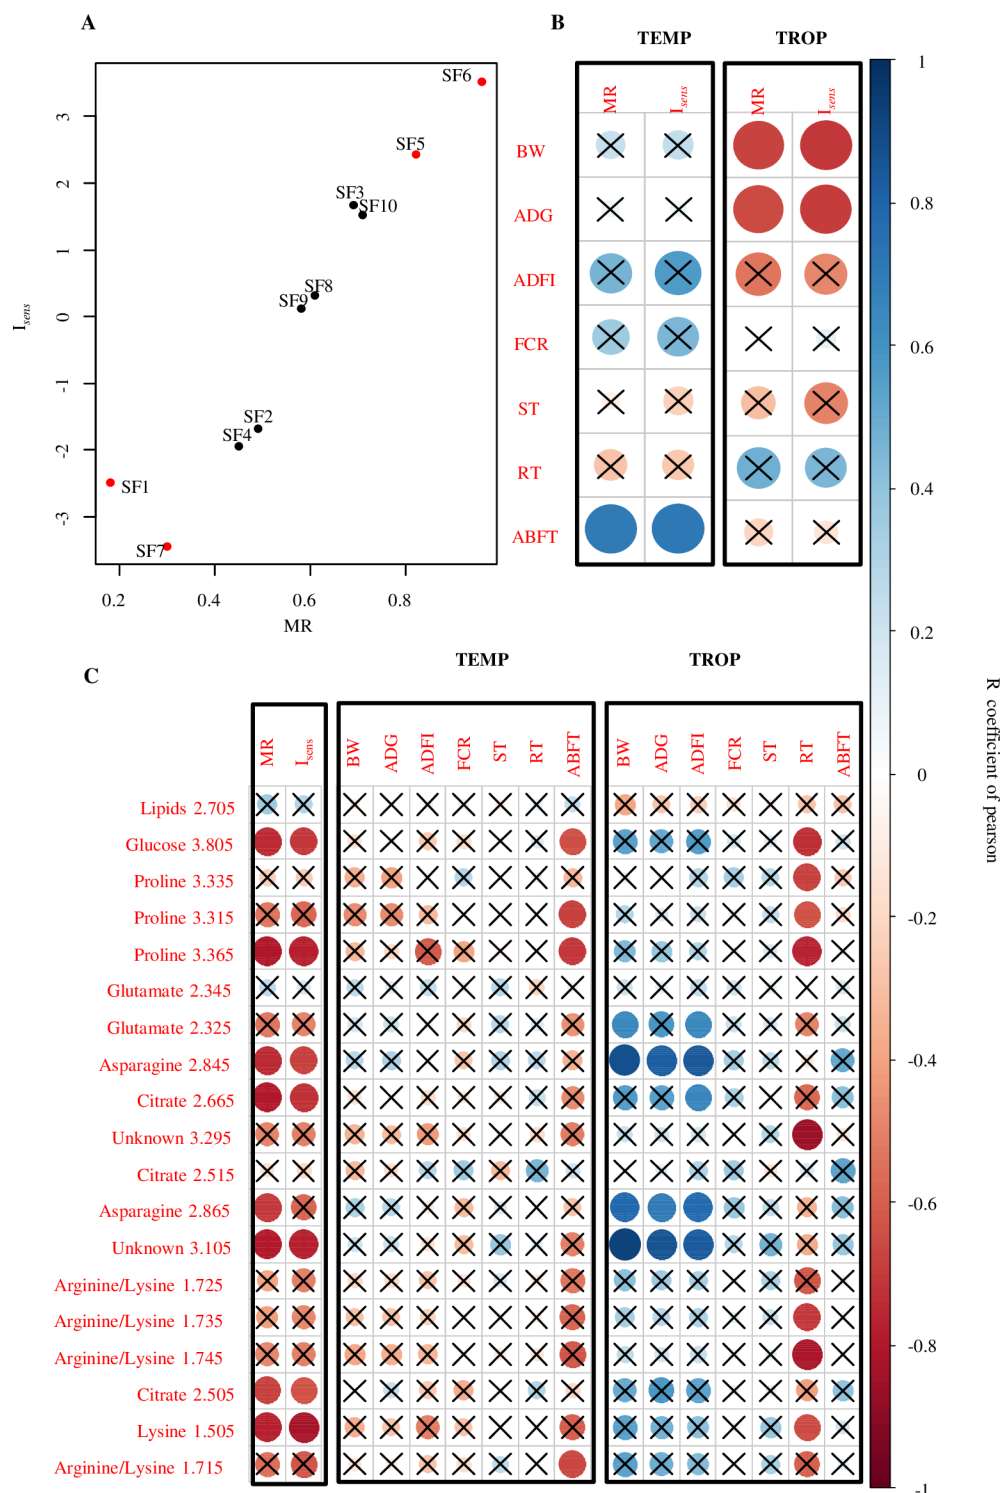 A
SF6
SF5
SF3
SF10
SF8
SF9
SF2
SF4
SF1
SF7
3
2
1
0
-1
-2
-3
I sens
0.2 0.4 0.6 0.8
MR
B
TEMP TROP
MR I sens MR I sens
BW
ADG
ADFI
FCR
ST
RT
ABFT
1
0.8
0.6
0.4
0.2
0
-0.2
-0.4
-0.6
-0.8
-1
R coefficient of pearson
C
TEMP TROP
MR I sens BW ADG ADFI FCR ST RT ABFT BW ADG ADFI FCR ST RT ABFT
Lipids 2.705
Glucose 3.805
Proline 3.335
Proline 3.315
Proline 3.365
Glutamate 2.345
Glutamate 2.325
Asparagine 2.845
Citrate 2.665
Unknown 3.295
Citrate 2.515
Asparagine 2.865
Unknown 3.105
Arginine/Lysine 1.725
Arginine/Lysine 1.735
Arginine/Lysine 1.745
Citrate 2.505
Lysine 1.505
Arginine/Lysine 1.715